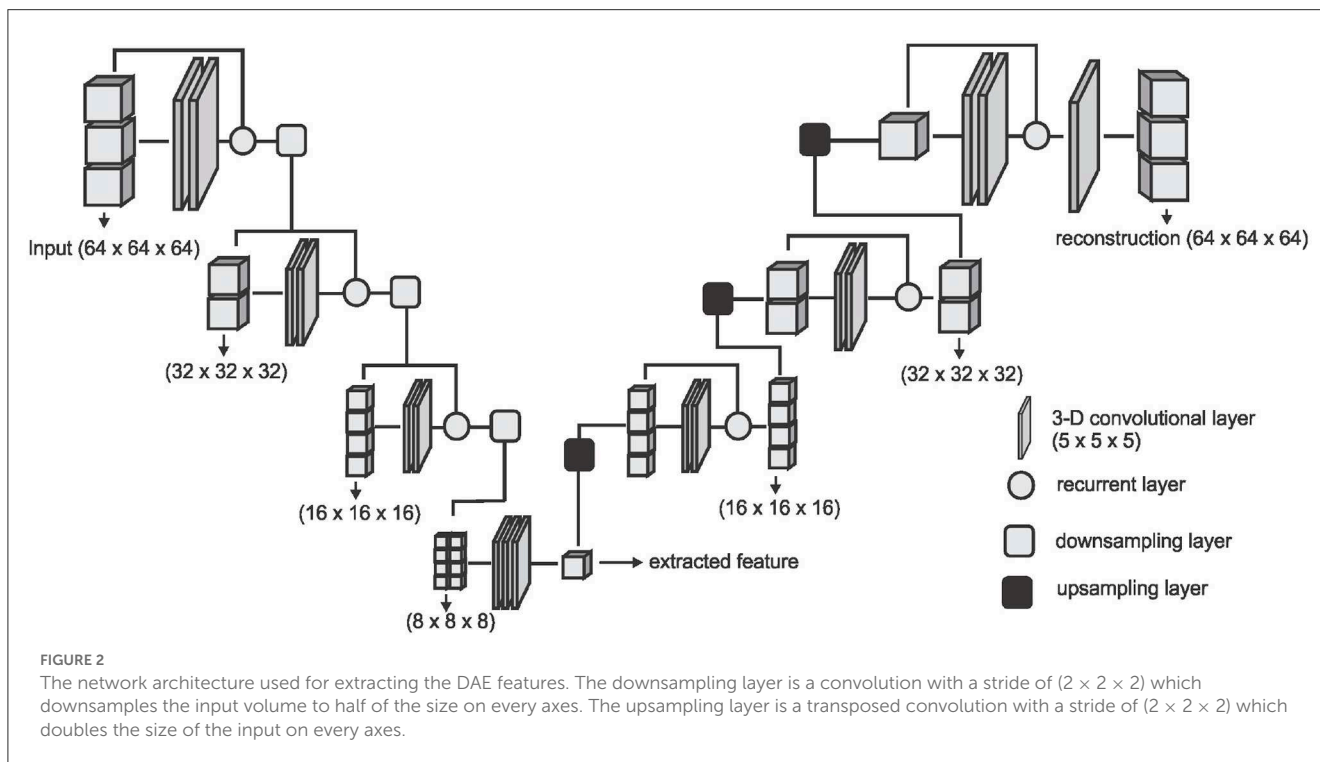 Input (64 x 64 x 64)
(32 x 32 x 32)
(16 x 16 x 16)
(8 x 8 x 8)
extracted feature
(16 x 16 x 16)
(32 x 32 x 32)
reconstruction (64 x 64 x 64)
3-D convolutional layer
(5 x 5 x 5)
recurrent layer
downsampling layer
upsampling layer
FIGURE 2
The network architecture used for extracting the DAE features. The downsampling layer is a convolution with a stride of (2 × 2 × 2) which
downsamples the input volume to half of the size on every axes. The upsampling layer is a transposed convolution with a stride of (2 × 2 × 2) which
doubles the size of the input on every axes.